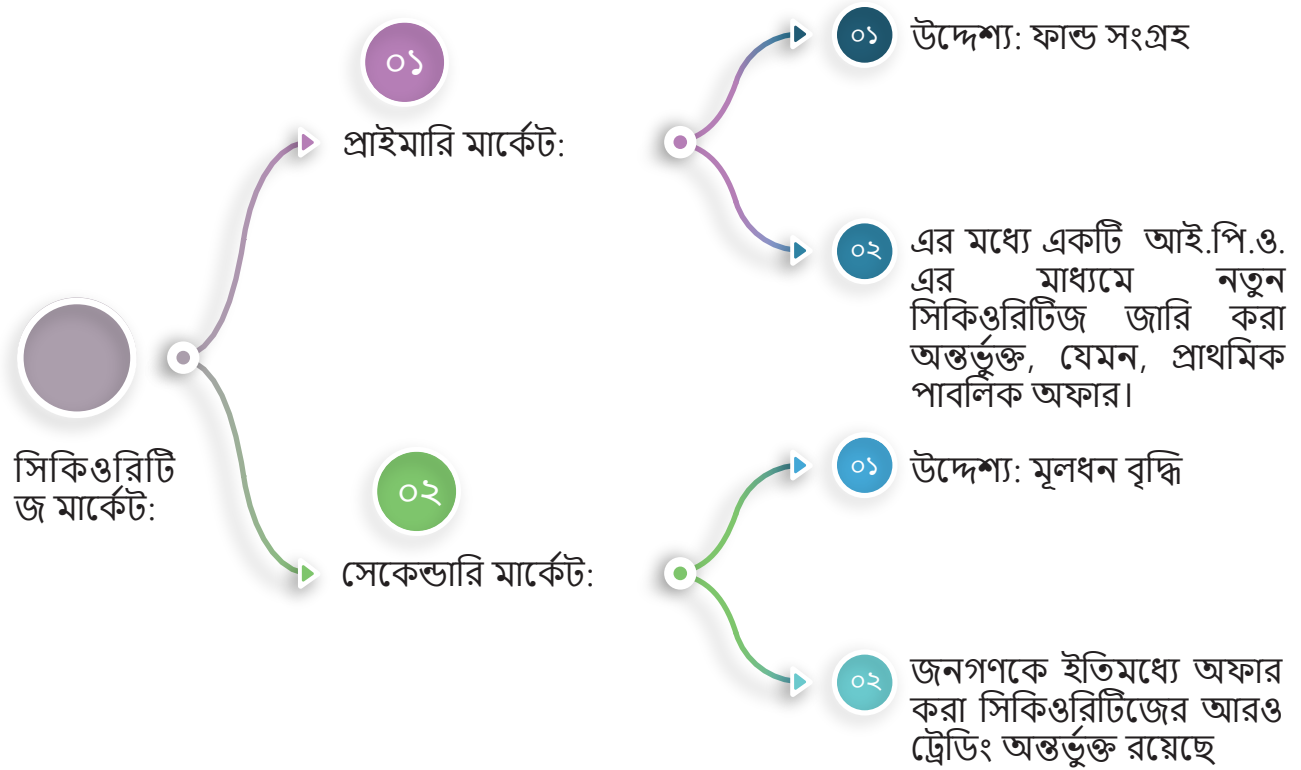 সিকিওরিটি
জ মার্কেট:
০১
প্রাইমারি মার্কেট:
০১
উদ্দেশ্য: ফান্ড সংগ্রহ
০২
এর মধ্যে একটি আই.পি.ও.
এর মাধ্যমে নতুন
সিকিওরিটিজ জারি করা
অন্তর্ভুক্ত, যেমন, প্রাথমিক
পাবলিক অফার।
০২
সেকেন্ডারি মার্কেট:
০১
উদ্দেশ্য: মূলধন বৃদ্ধি
০২
জনগণকে ইতিমধ্যে অফার
করা সিকিওরিটিজের আরও
ট্রেডিং অন্তর্ভুক্ত রয়েছে